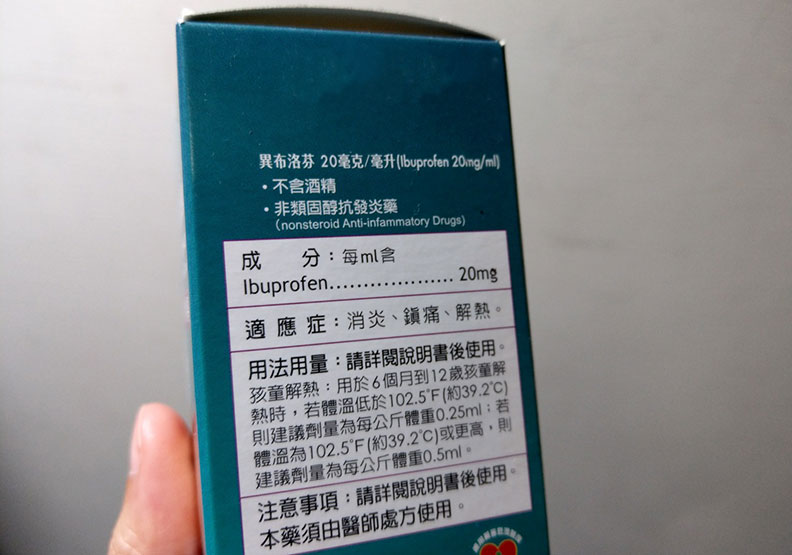 異布洛芬 20毫克/毫升(Ibuprofen 20mg/ml)
・不含酒精
・非類固醇抗發炎藥
(nonsteroid Anti-infammatory Drugs)
成 分：每ml含
Ibuprofen................... 20mg
適應症：消炎、鎮痛、解熱。
用法用量：請詳閱說明書後使用。
孩童解熱：用於6個月到12歲孩童解
熱時，若體溫低於102.5°F(約39.2°C)
則建議劑量為每公斤體重0.25ml；若
體溫為102.5°F(約39.2°C)或更高，則
建議劑量為每公斤體重0.5ml。
注意事項：請詳閱說明書後使用。
本藥須由醫師處方使用。